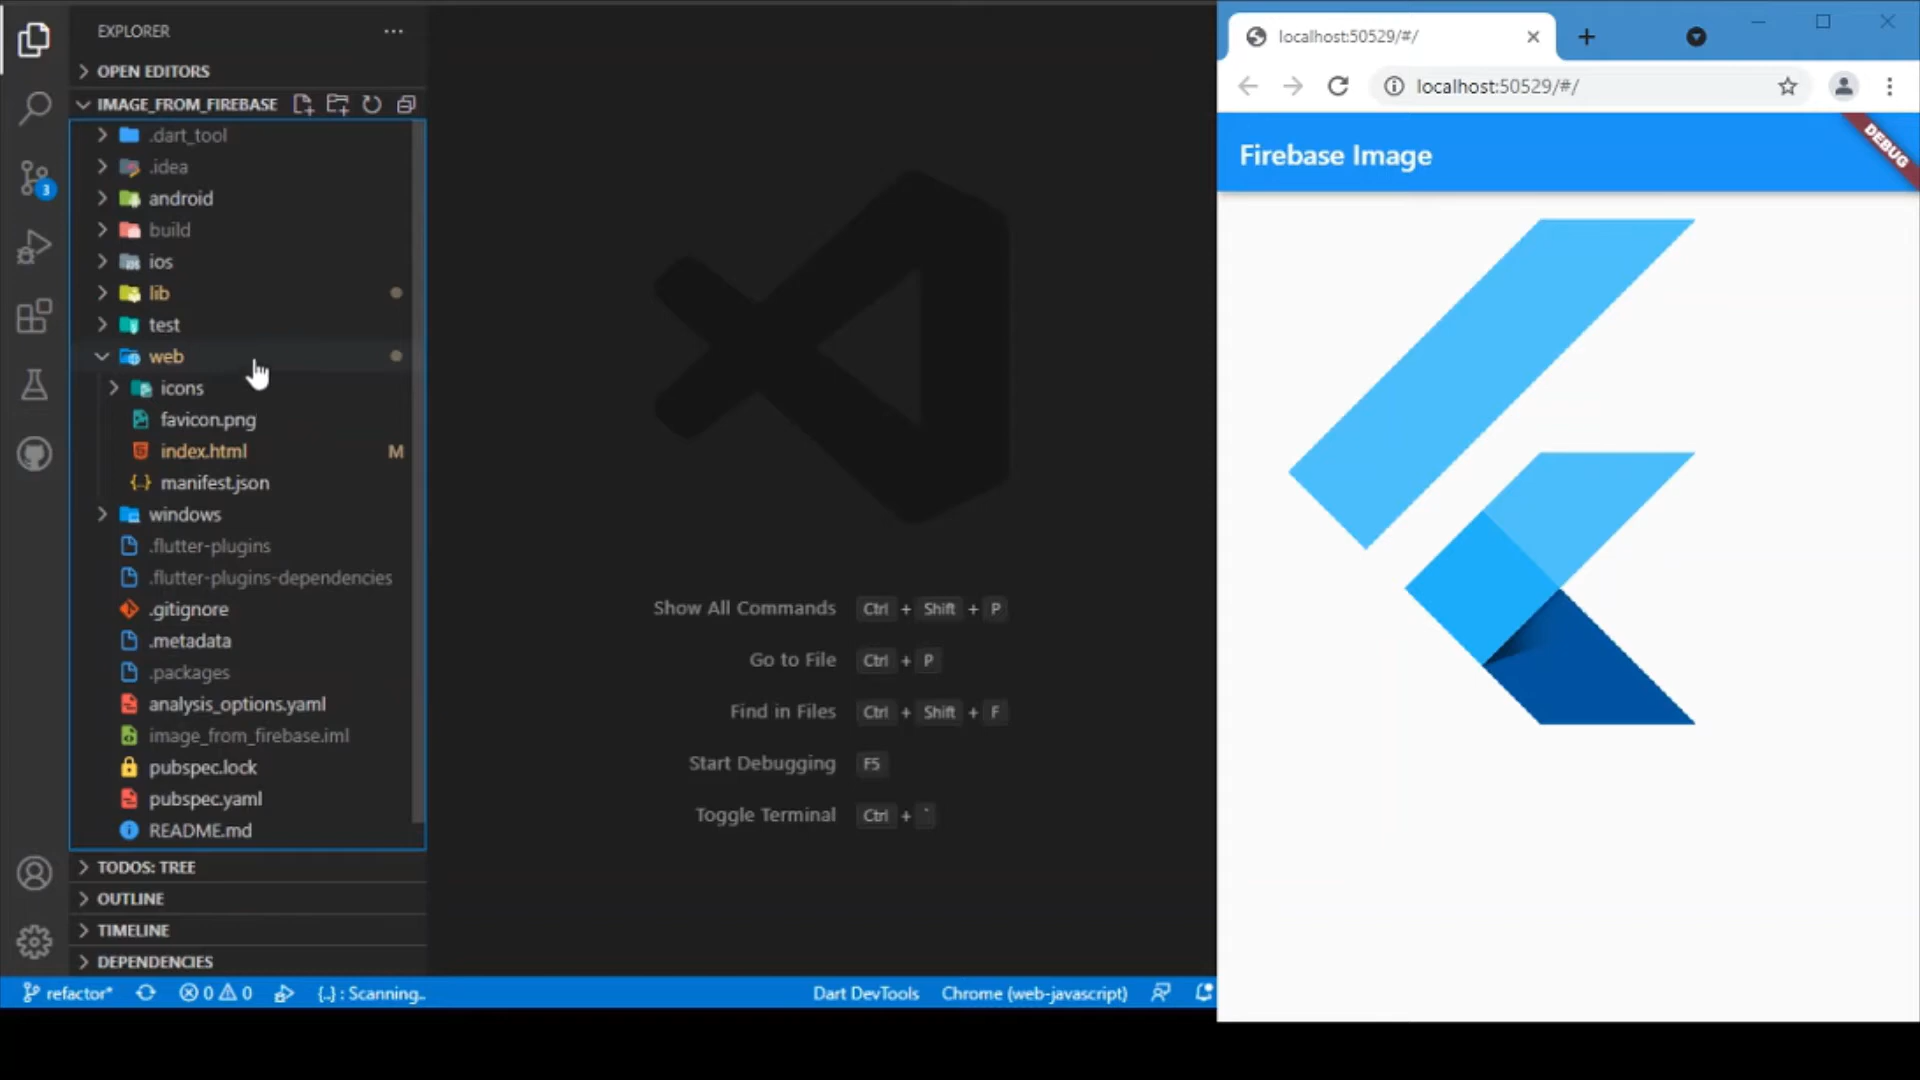 EXPLORER
OPEN EDITORS
IMAGE_FROM_FIREBASE
.dart_tool
.idea
android
build
ios
lib
test
web
icons
favicon.png
index.html M
manifest.json
windows
.flutter-plugins
.flutter-plugins-dependencies
.gitignore
.metadata
.packages
analysis_options.yaml
image_from_firebase.iml
pubspec.lock
pubspec.yaml
README.md
TODOS: TREE
OUTLINE
TIMELINE
DEPENDENCIES
3
Show All Commands Ctrl + Shift + P
Go to File Ctrl + P
Find in Files Ctrl + Shift + F
Start Debugging F5
Toggle Terminal Ctrl + `
refactor* 0 0 {..} : Scanning.. Dart DevTools Chrome (web-javascript)
localhost:50529/#/
localhost:50529/#/
Firebase Image
DEBUG